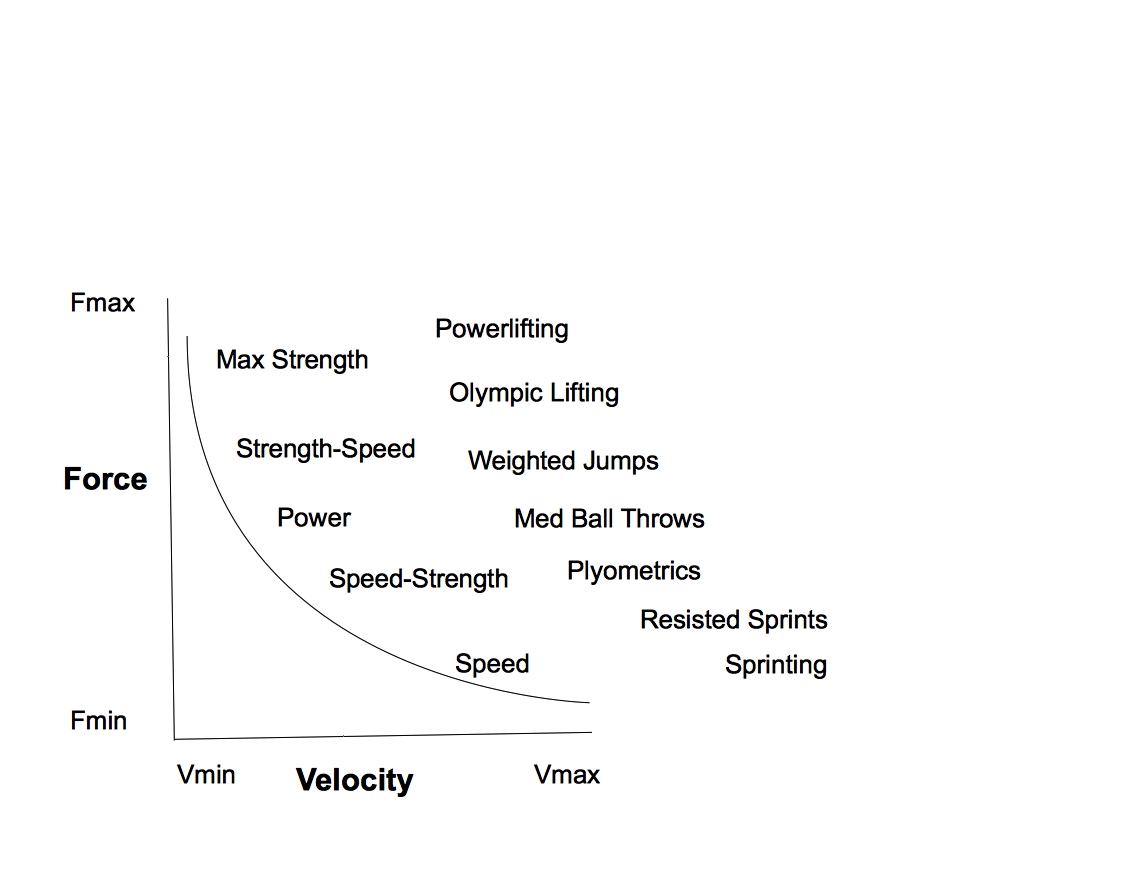 Fmax
Powerlifting
Max Strength
Olympic Lifting
Strength-Speed
Weighted Jumps
Force
Power
Med Ball Throws
Speed-Strength
Plyometrics
Resisted Sprints
Speed
Sprinting
Fmin
Vmin
Velocity
Vmax